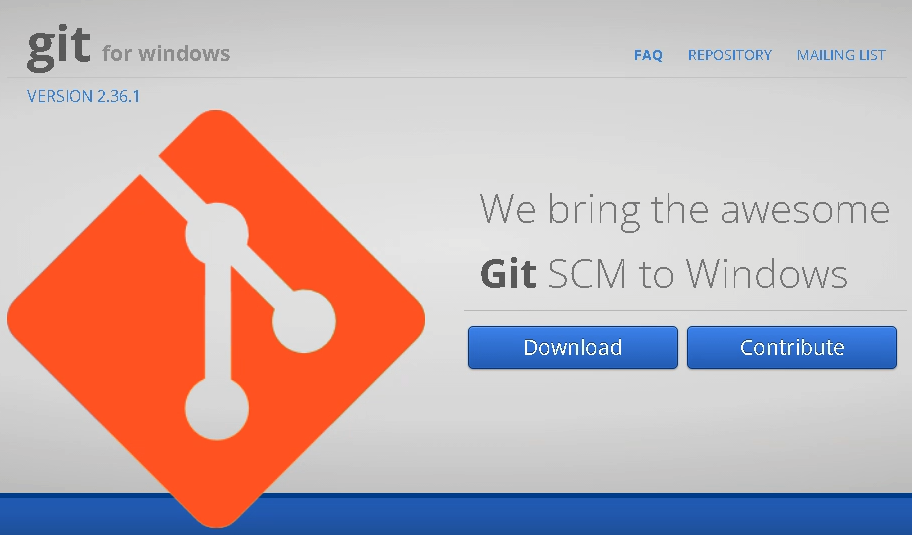 git for windows
FAQ REPOSITORY MAILING LIST
VERSION 2.36.1
We bring the awesome
Git SCM to Windows
Download Contribute